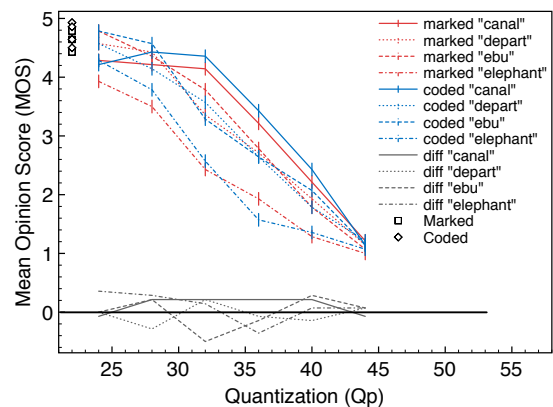 5
4
3
2
1
0
Mean Opinion Score (MOS)
25 30 35 40 45 50 55
Quantization (Qp)
marked "canal"
marked "depart"
marked "ebu"
marked "elephant"
coded "canal"
coded "depart"
coded "ebu"
coded "elephant"
diff "canal"
diff "depart"
diff "ebu"
diff "elephant"
Marked
Coded